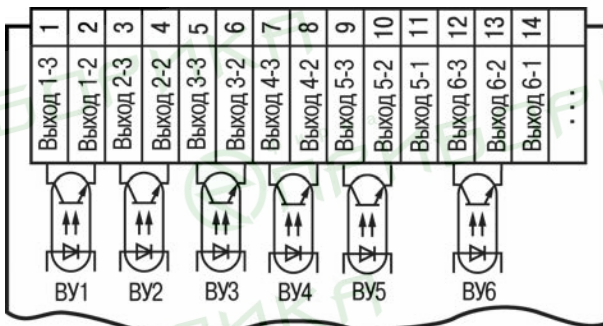 1 2 3 4 5 6 7 8 9 10 11 12 13 14
Выход 1-3
Выход 1-2
Выход 2-3
Выход 2-2
Выход 3-3
Выход 3-2
Выход 4-3
Выход 4-2
Выход 5-3
Выход 5-2
Выход 5-1
Выход 6-3
Выход 6-2
Выход 6-1
...
ВУ1 ВУ2 ВУ3 ВУ4 ВУ5 ВУ6